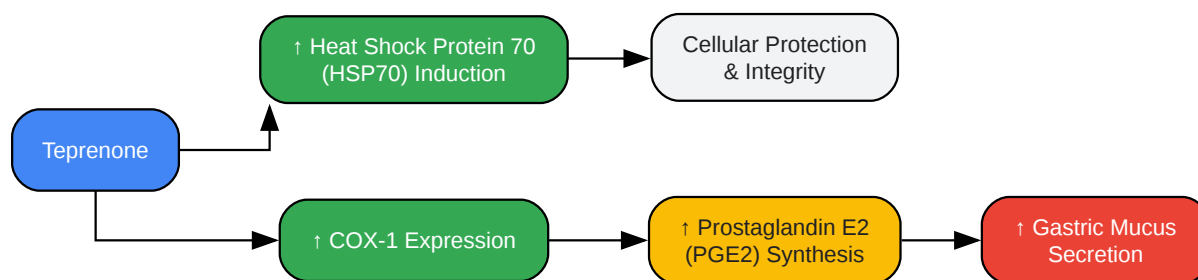 ↑ Heat Shock Protein 70
(HSP70) Induction
Cellular Protection
& Integrity
Teprenone
↑ COX-1 Expression
↑ Prostaglandin E2
(PGE2) Synthesis
↑ Gastric Mucus
Secretion